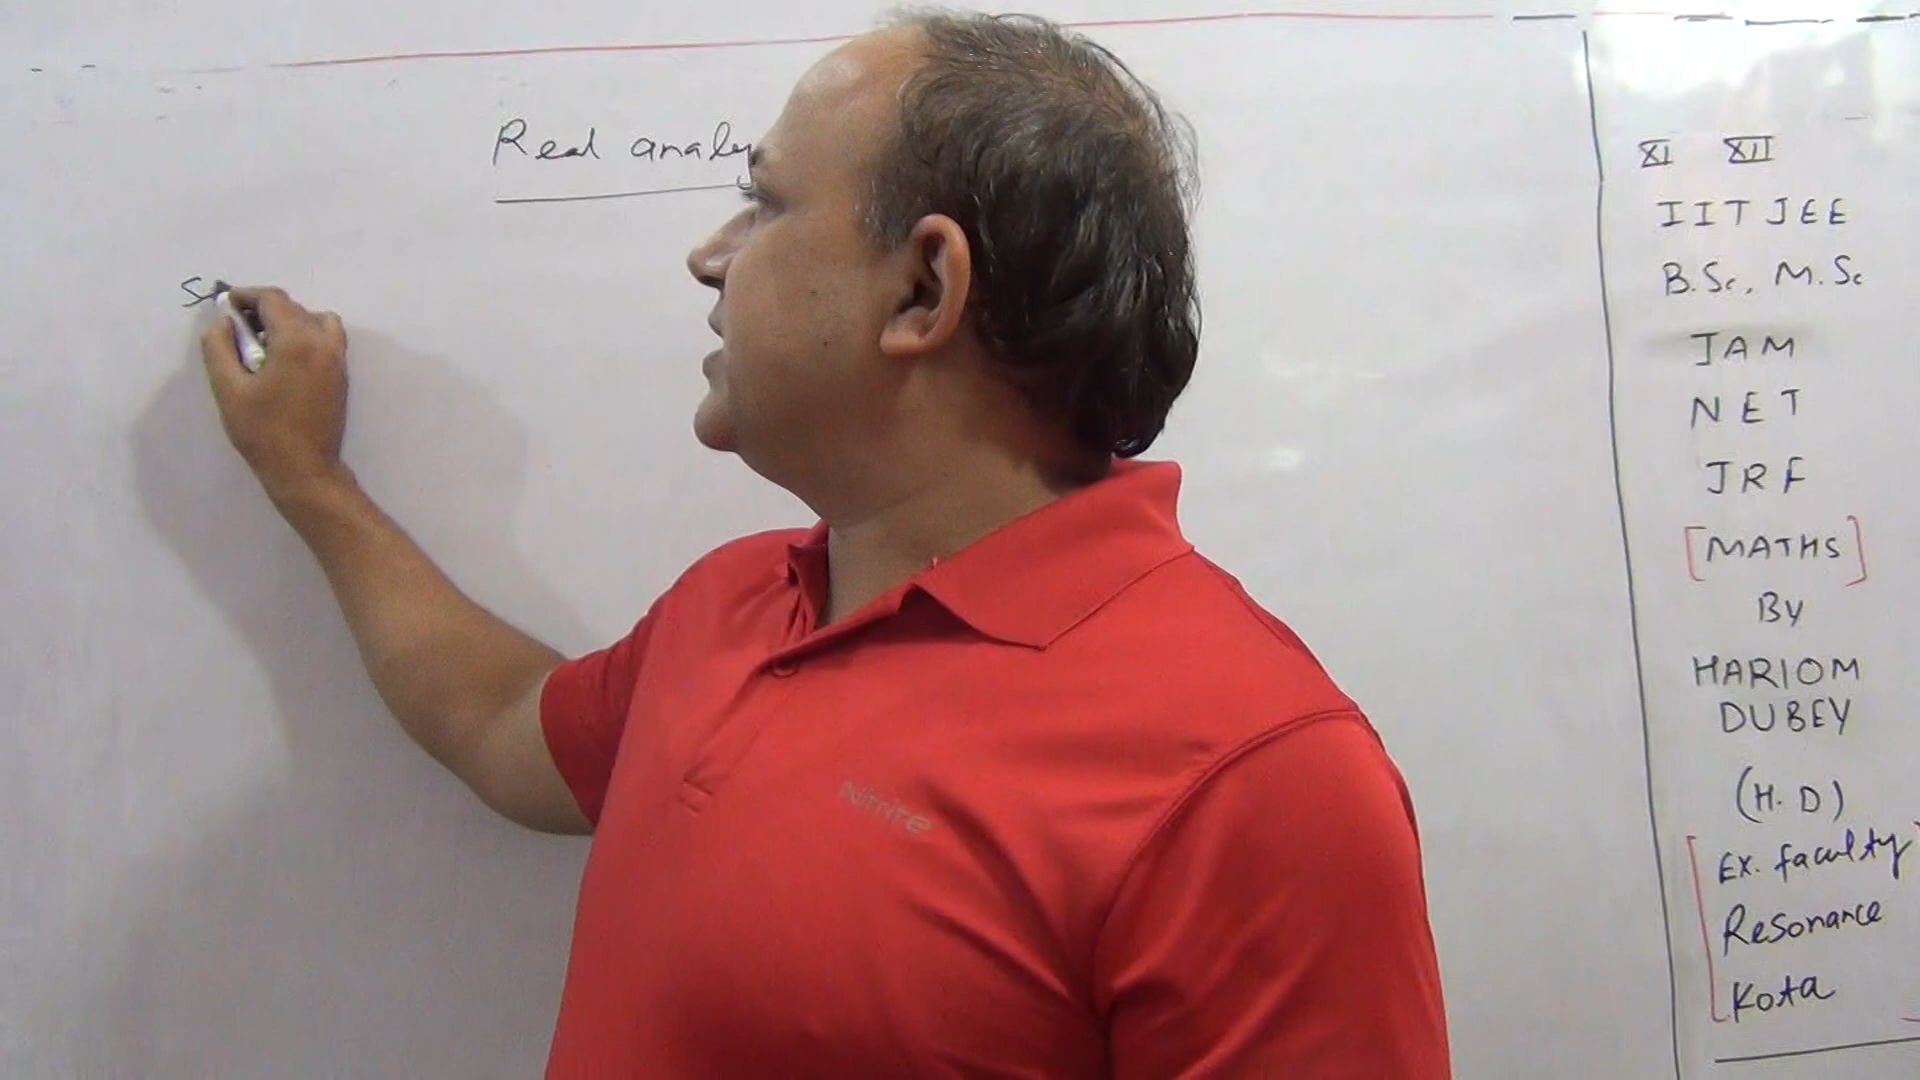 Real analy
XI XII
IIT JEE
B.Sc, M.Sc
JAM
NET
JRF
[MATHS]
BY
HARIOM
DUBEY
(H.D)
Ex. faculty
Resonance
Kota
Nitrite